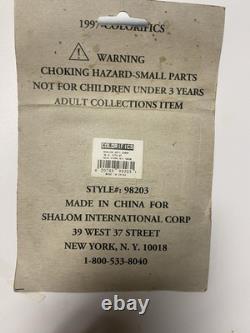 1997-COLORIFICS
⚠ WARNING
CHOKING HAZARD-SMALL PARTS
NOT FOR CHILDREN UNDER 3 YEARS
ADULT COLLECTIONS ITEM
COLORIFICS
STYLE#: 98203
MADE IN CHINA FOR
SHALOM INTERNATIONAL CORP
39 WEST 37 STREET
NEW YORK, N. Y. 10018
1-800-533-8040